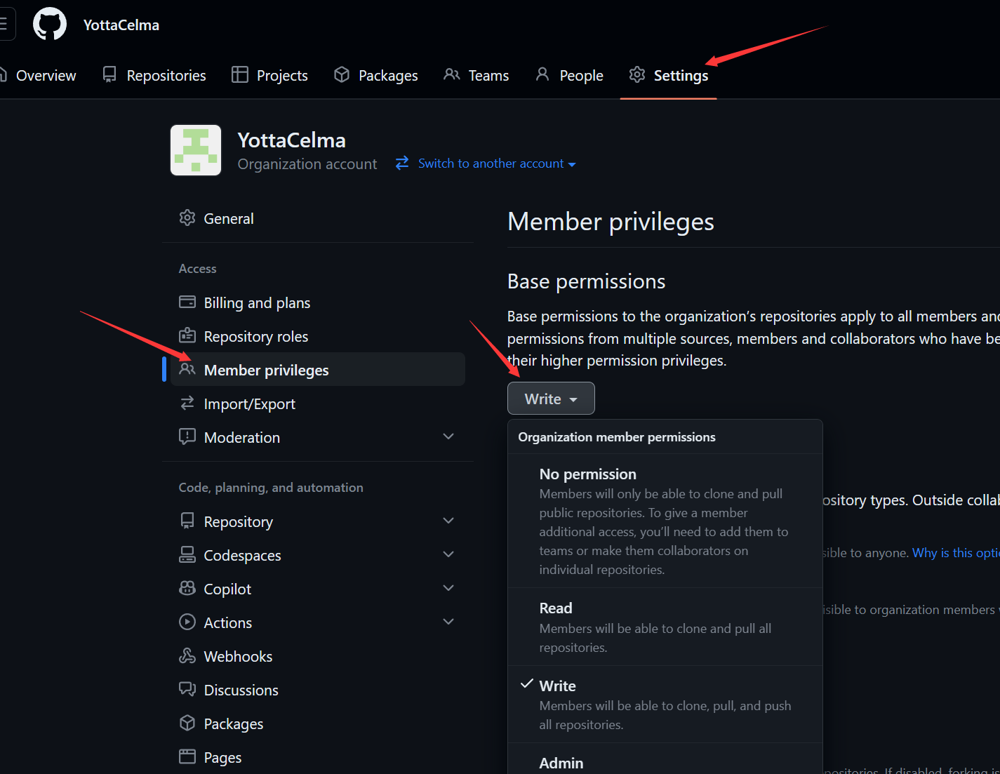 YottaCelma
Overview Repositories Projects Packages Teams People Settings
YottaCelma
Organization account Switch to another account
General
Access
Billing and plans
Repository roles
Member privileges
Import/Export
Moderation
Code, planning, and automation
Repository
Codespaces
Copilot
Actions
Webhooks
Discussions
Packages
Pages
Member privileges
Base permissions
Base permissions to the organization’s repositories apply to all members and
permissions from multiple sources, members and collaborators who have be
their higher permission privileges.
Write
Organization member permissions
No permission
Members will only be able to clone and pull
public repositories. To give a member
additional access, you’ll need to add them to
teams or make them collaborators on
individual repositories.
Read
Members will be able to clone and pull all
repositories.
Write
Members will be able to clone, pull, and push
all repositories.
Admin
ository types. Outside collab
sible to anyone. Why is this opti
isible to organization members
positories. If disabled, forking is